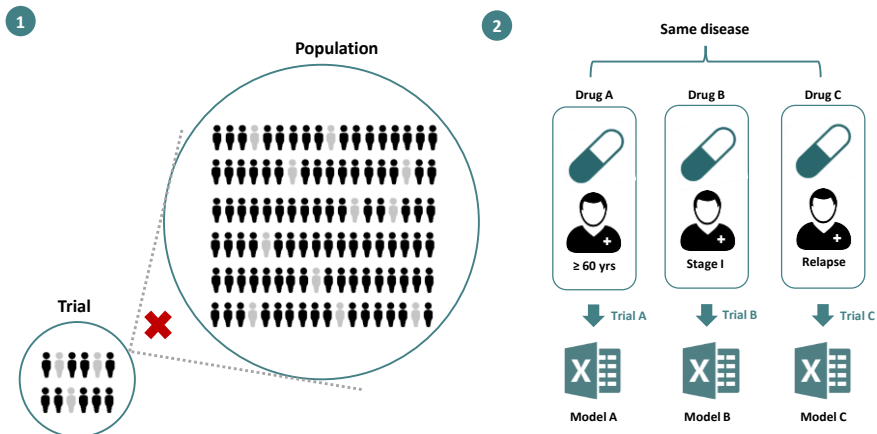 1
Population
Trial
2
Same disease
Drug A
Drug B
Drug C
≥ 60 yrs
Stage I
Relapse
Trial A
Trial B
Trial C
X
X
X
Model A
Model B
Model C